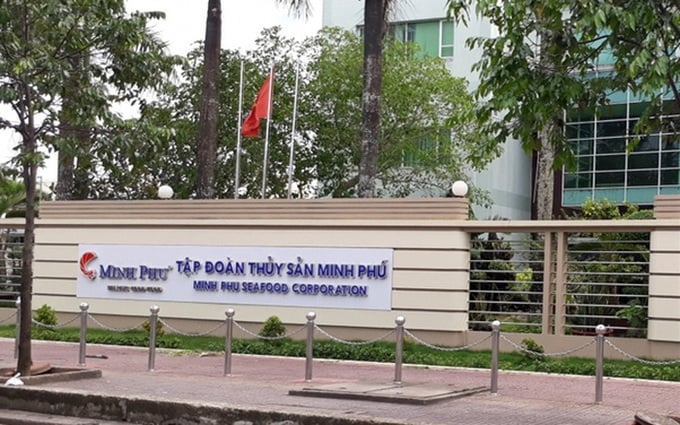 MINH PHU
TẬP ĐOÀN THỦY SẢN MINH PHÚ
MINH PHU SEAFOOD CORPORATION